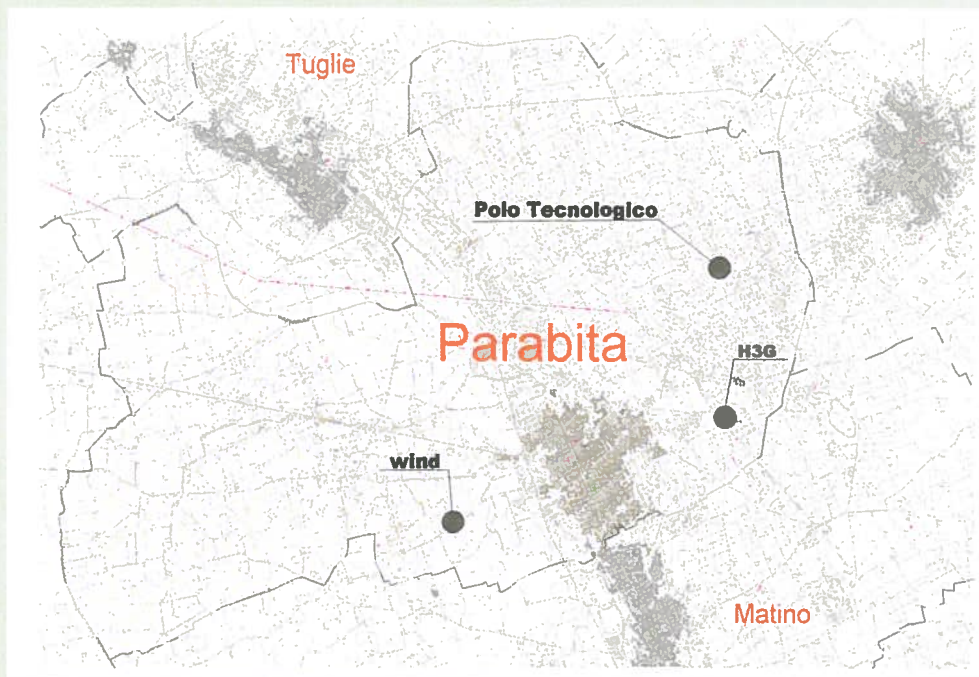 Tuglie
Polo Tecnologico
Parabita
H3G
wind
Matino